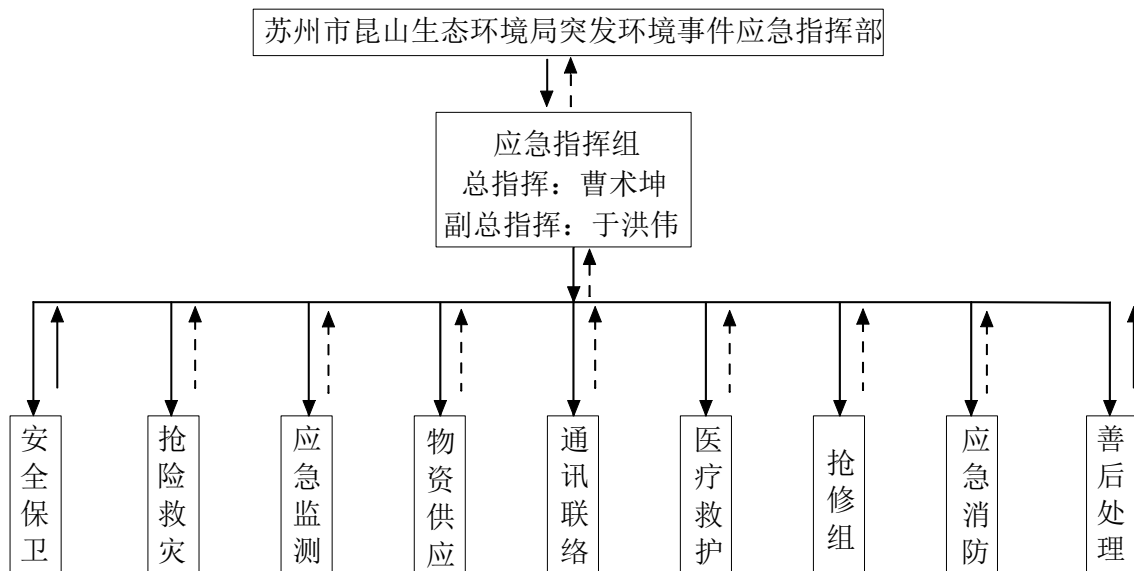 苏州市昆山生态环境局突发环境事件应急指挥部
应急指挥组
总指挥：曹术坤
副总指挥：于洪伟
安全保卫
抢险救灾
应急监测
物资供应
通讯联络
医疗救护
抢修组
应急消防
善后处理